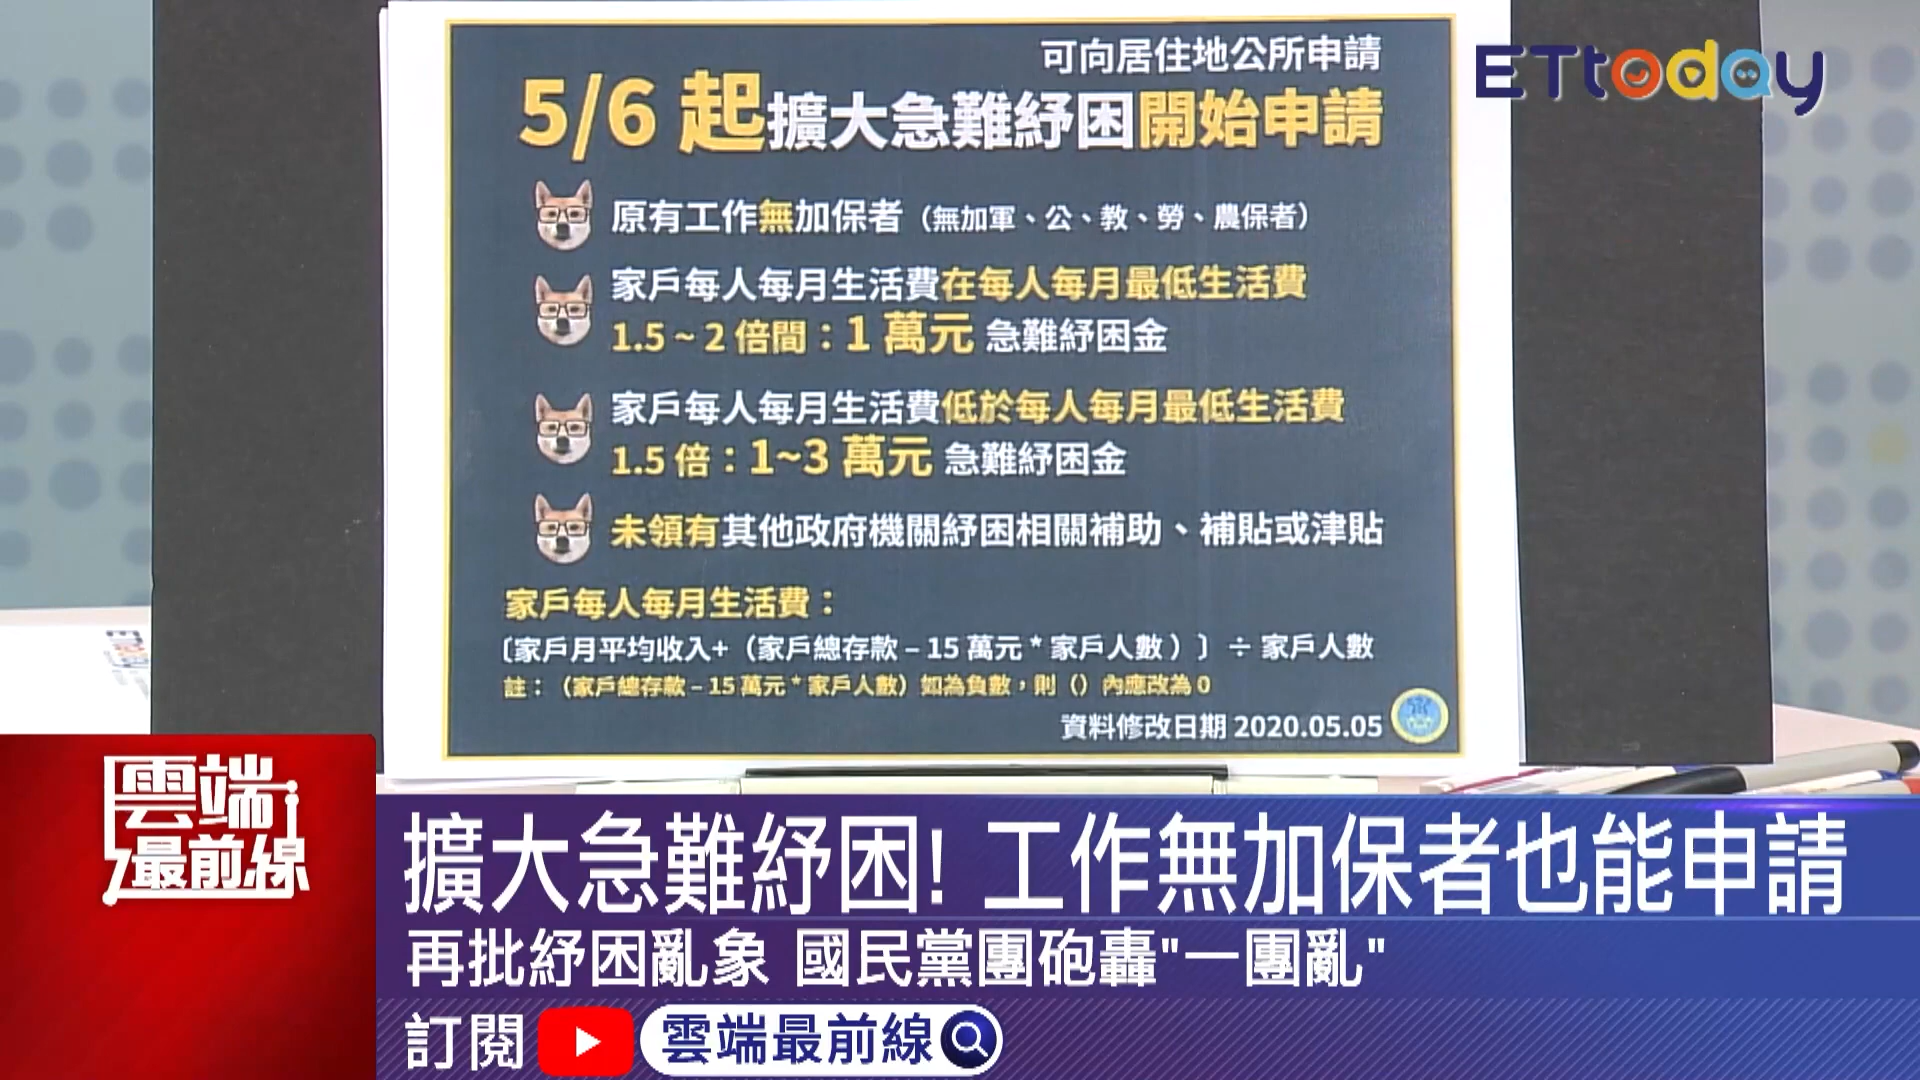 可向居住地公所申請
ETtoday
5/6 起擴大急難紓困開始申請
原有工作無加保者（無加軍、公、教、勞、農保者）
家戶每人每月生活費在每人每月最低生活費
1.5 ~ 2 倍間：1 萬元 急難紓困金
家戶每人每月生活費低於每人每月最低生活費
1.5 倍：1~3 萬元 急難紓困金
未領有其他政府機關紓困相關補助、補貼或津貼
家戶每人每月生活費：
〔家戶月平均收入+（家戶總存款 – 15 萬元 * 家戶人數 ）〕 ÷ 家戶人數
註：（家戶總存款 – 15 萬元 * 家戶人數）如為負數，則（）內應改為 0
資料修改日期 2020.05.05
雲端
最前線
擴大急難紓困! 工作無加保者也能申請
再批紓困亂象 國民黨團砲轟"一團亂"
訂閱 雲端最前線